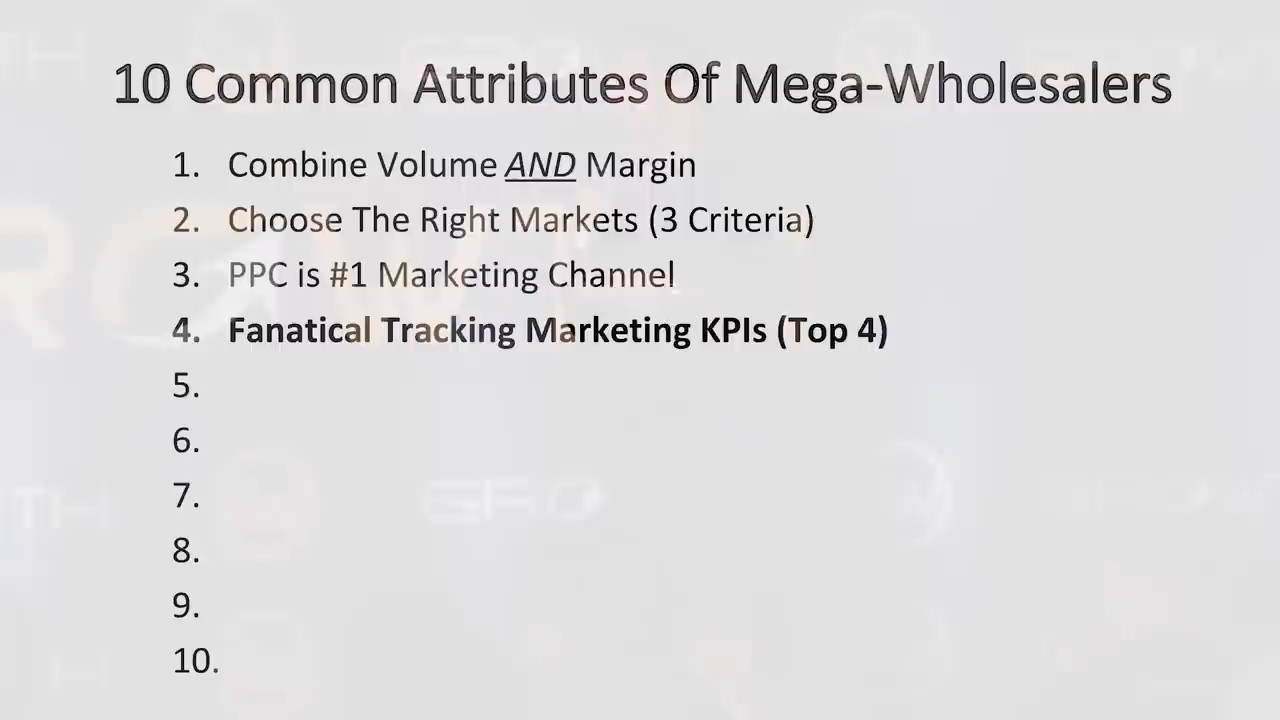 10 Common Attributes Of Mega-Wholesalers
1. Combine Volume AND Margin
2. Choose The Right Markets (3 Criteria)
3. PPC is #1 Marketing Channel
4. Fanatical Tracking Marketing KPIs (Top 4)
5.
6.
7.
8.
9.
10.